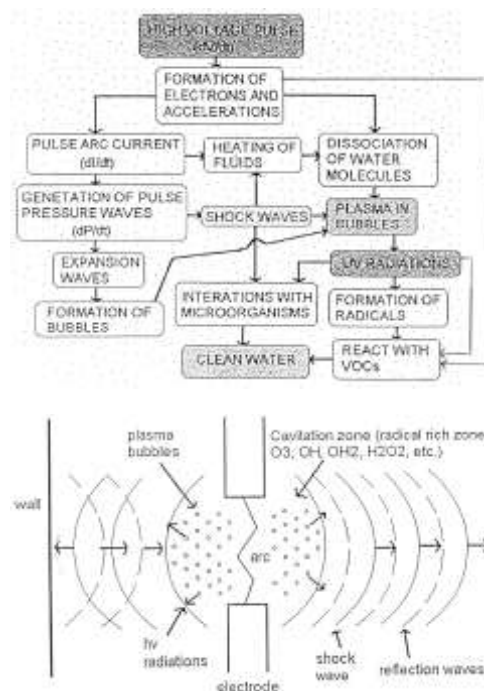 HIGH VOLTAGE PULSE
(dV/dt)
FORMATION OF
ELECTRONS AND
ACCELERATIONS
PULSE ARC CURRENT
(dI/dt)
HEATING OF
FLUIDS
DISSOCIATION
OF WATER
MOLECULES
GENETATION OF PULSE
PRESSURE WAVES
(dP/dt)
SHOCK WAVES
PLASMA IN
BUBBLES
EXPANSION
WAVES
UV RADIATIONS
FORMATION OF
BUBBLES
INTERATIONS WITH
MICROORGANISMS
FORMATION OF
RADICALS
CLEAN WATER
REACT WITH
VOCs
plasma
bubbles
Cavitation zone (radical rich zone
O3, OH, OH2, H2O2, etc.)
wall
arc
hv
radiations
shock
wave
reflection waves
electrode